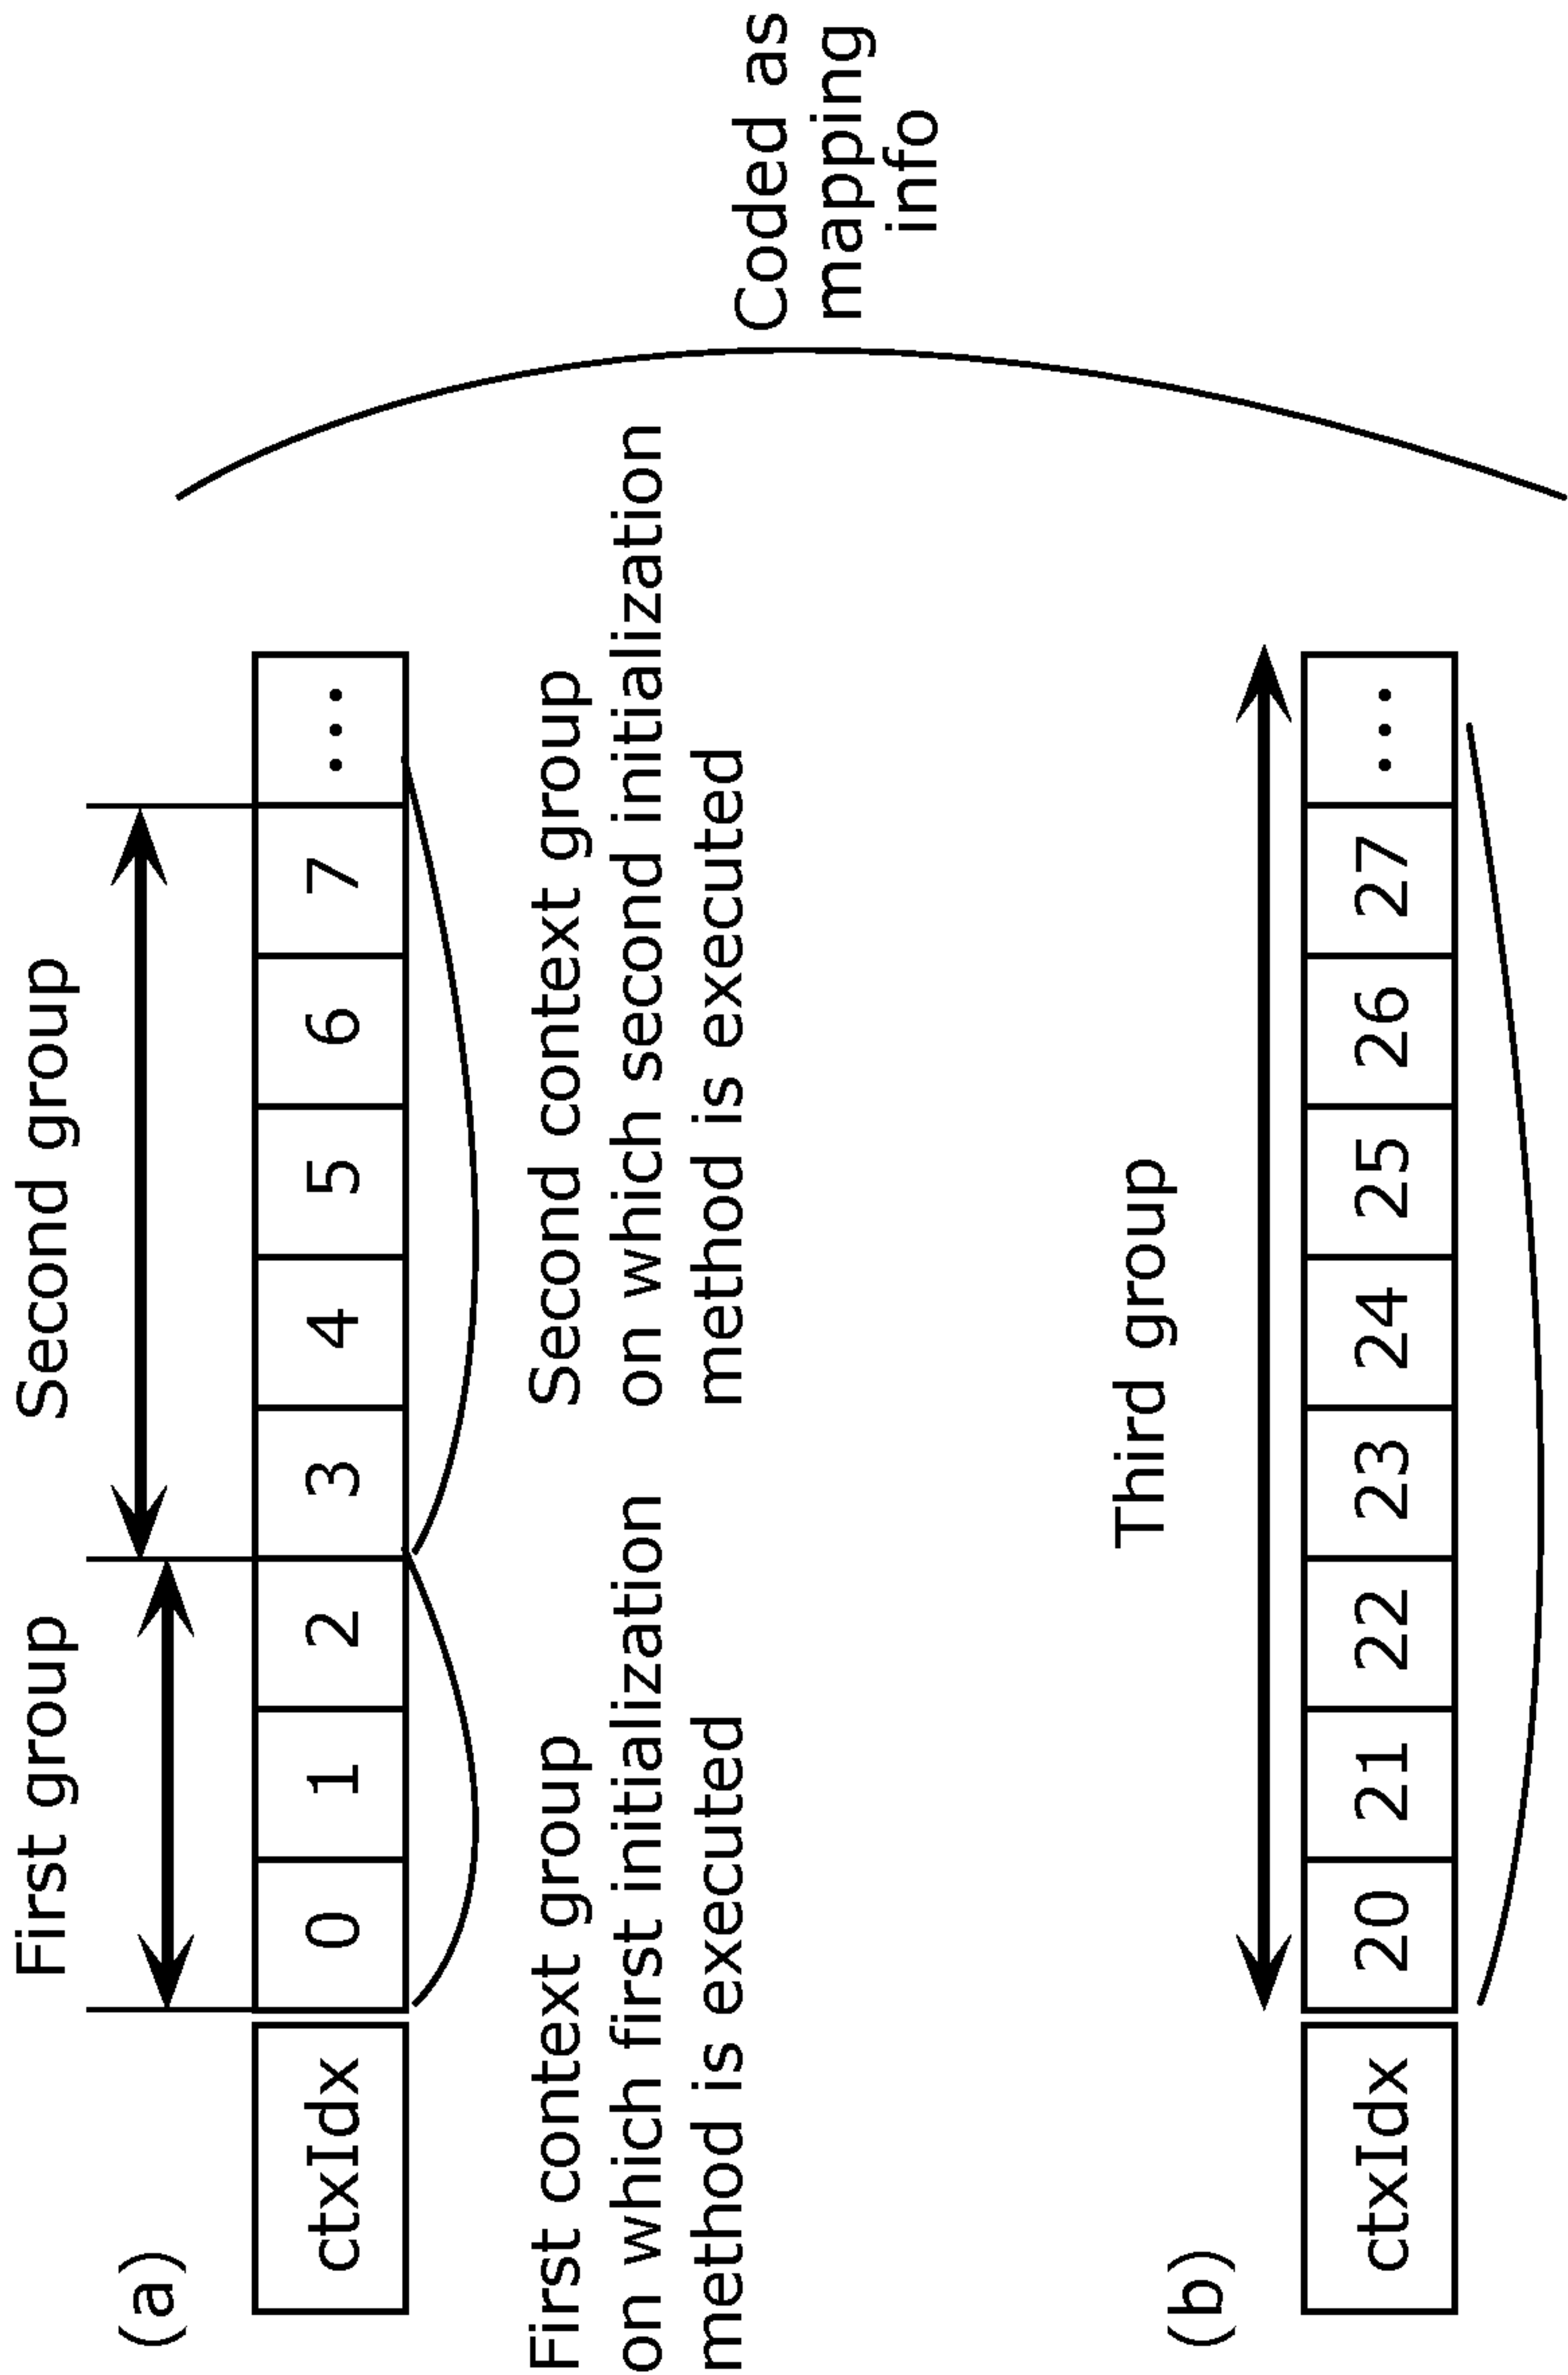 (a)
First group
Second group
ctxIdx 0 1 2 3 4 5 6 7 ...
First context group
on which first initialization
method is executed
Second context group
on which second initialization
method is executed
Coded as
mapping
info
(b)
Third group
ctxIdx 20 21 22 23 24 25 26 27 ...